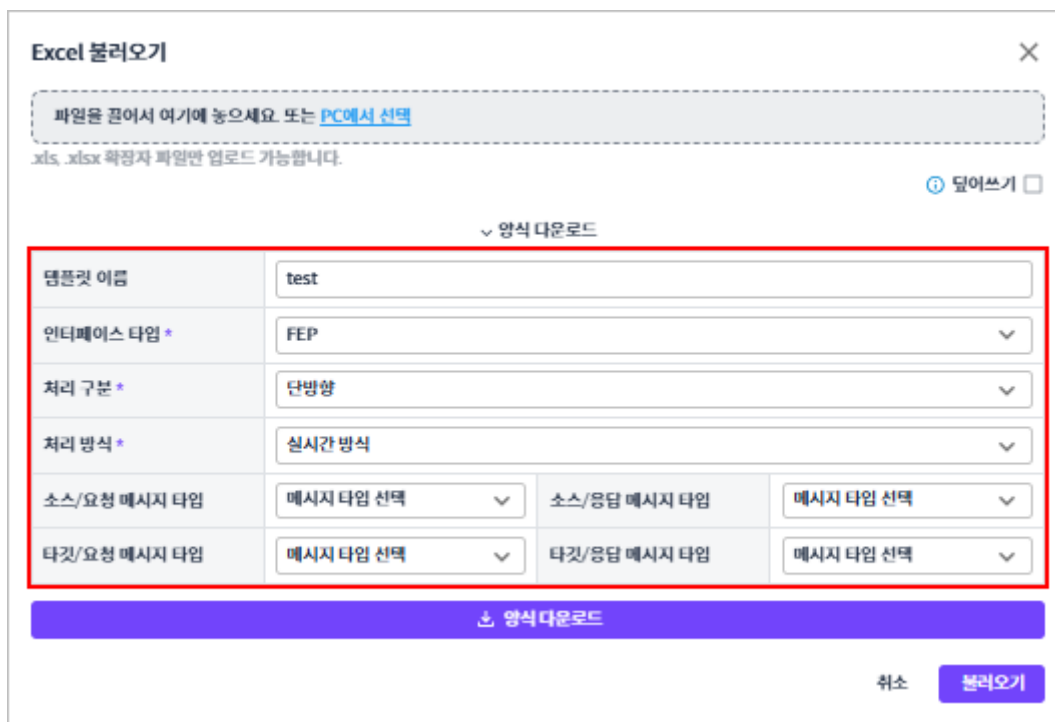 Excel 불러오기
파일을 끌어서 여기에 놓으세요. 또는 PC에서 선택
.xls, .xlsx 확장자 파일만 업로드 가능합니다.
덮어쓰기
양식 다운로드
템플릿 이름 test
인터페이스 타입 * FEP
처리 구분 * 단방향
처리 방식 * 실시간 방식
소스/요청 메시지 타입 메시지 타입 선택 소스/응답 메시지 타입 메시지 타입 선택
타깃/요청 메시지 타입 메시지 타입 선택 타깃/응답 메시지 타입 메시지 타입 선택
양식 다운로드
취소 불러오기